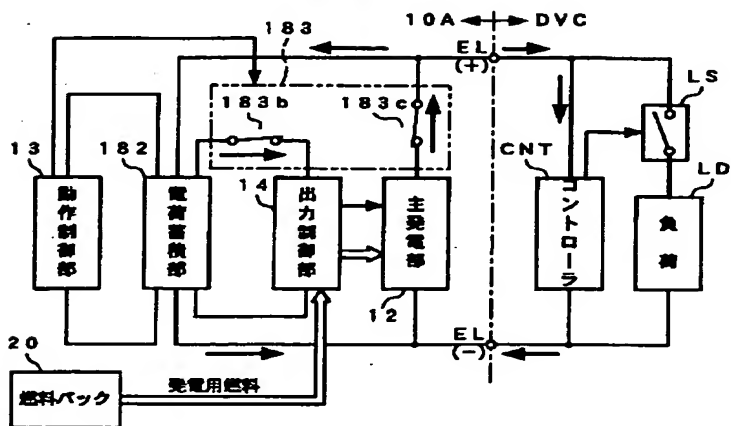 183
10A
DVC
EL
(+)
183b
183c
LS
13
182
14
CNT
LD
動作制御部
電荷蓄積部
出力制御部
主発電部
コントローラ
負荷
12
EL
(-)
20
燃料パック
発電用燃料